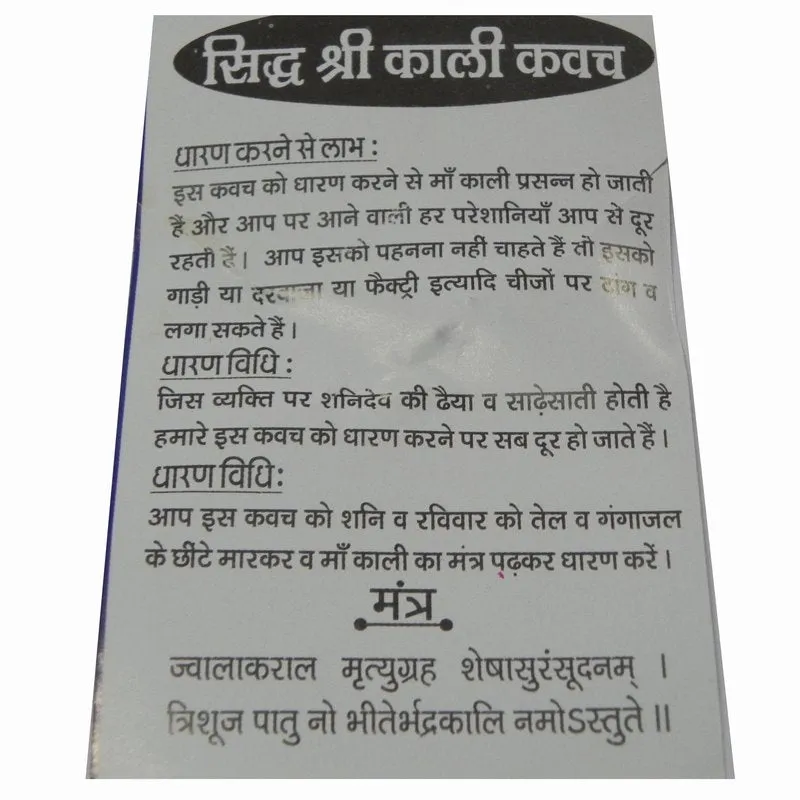 सिद्ध श्री काली कवच
धारण करने से लाभ :
इस कवच को धारण करने से माँ काली प्रसन्न हो जाती
हैं और आप पर आने वाली हर परेशानियाँ आप से दूर
रहती हैं। आप इसको पहनना नहीं चाहते हैं तो इसको
गाड़ी या दरवाजा या फैक्ट्री इत्यादि चीजों पर टांग व
लगा सकते हैं।
धारण विधि :
जिस व्यक्ति पर शनिदेव की ढैया व साढ़ेसाती होती है
हमारे इस कवच को धारण करने पर सब दूर हो जाते हैं।
धारण विधि:
आप इस कवच को शनि व रविवार को तेल व गंगाजल
के छींटे मारकर व माँ काली का मंत्र पढ़कर धारण करें।
मंत्र
ज्वालाकराल मृत्युग्रह शेषासुरंसूदनम् ।
त्रिशूज पातु नो भीतेर्भद्रकालि नमोऽस्तुते ॥